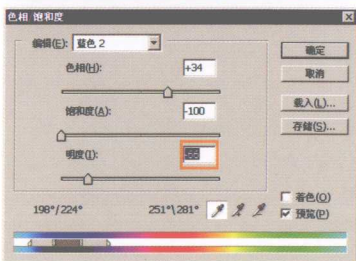 色相/饱和度
编辑(E): 蓝色 2
色相(H): +34
饱和度(A): -100
明度(I):
确定
取消
载入(L)...
存储(S)...
198°/224° 251°\281°
着色(O)
预览(P)